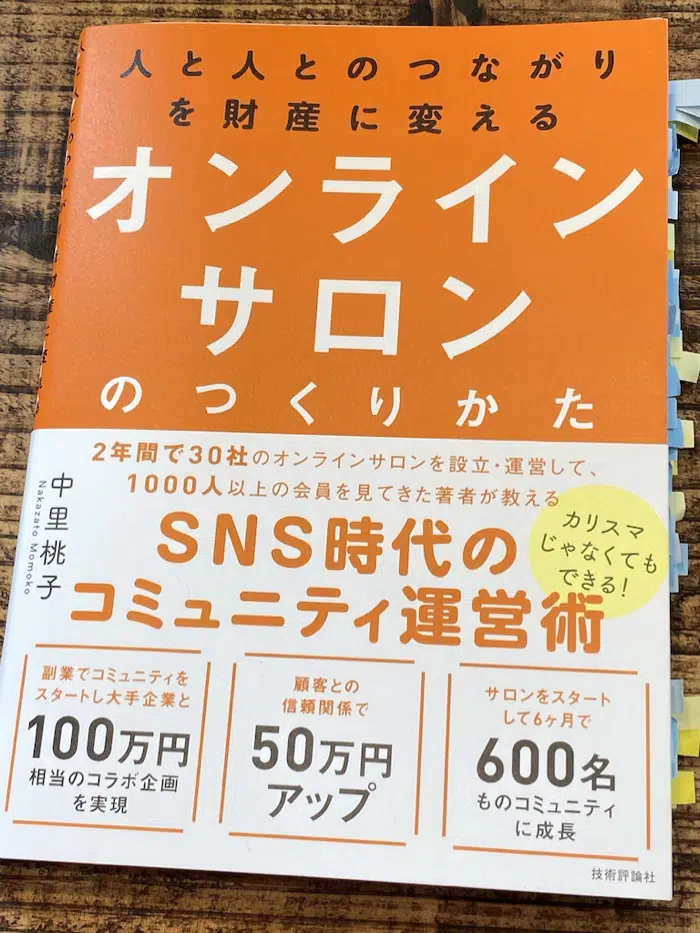 人と人とのつながり
を財産に変える
オンライン
サロン
のつくりかた
中里桃子
Nakazato Momoko
2年間で30社のオンラインサロンを設立・運営して、
1000人以上の会員を見てきた著者が教える
SNS時代の
コミュニティ運営術
カリスマ
じゃなくても
できる!
副業でコミュニティを
スタートし大手企業と
100万円
相当のコラボ企画
を実現
顧客との
信頼関係で
50万円
アップ
サロンをスタート
して6ヶ月で
600名
ものコミュニティ
に成長
技術評論社